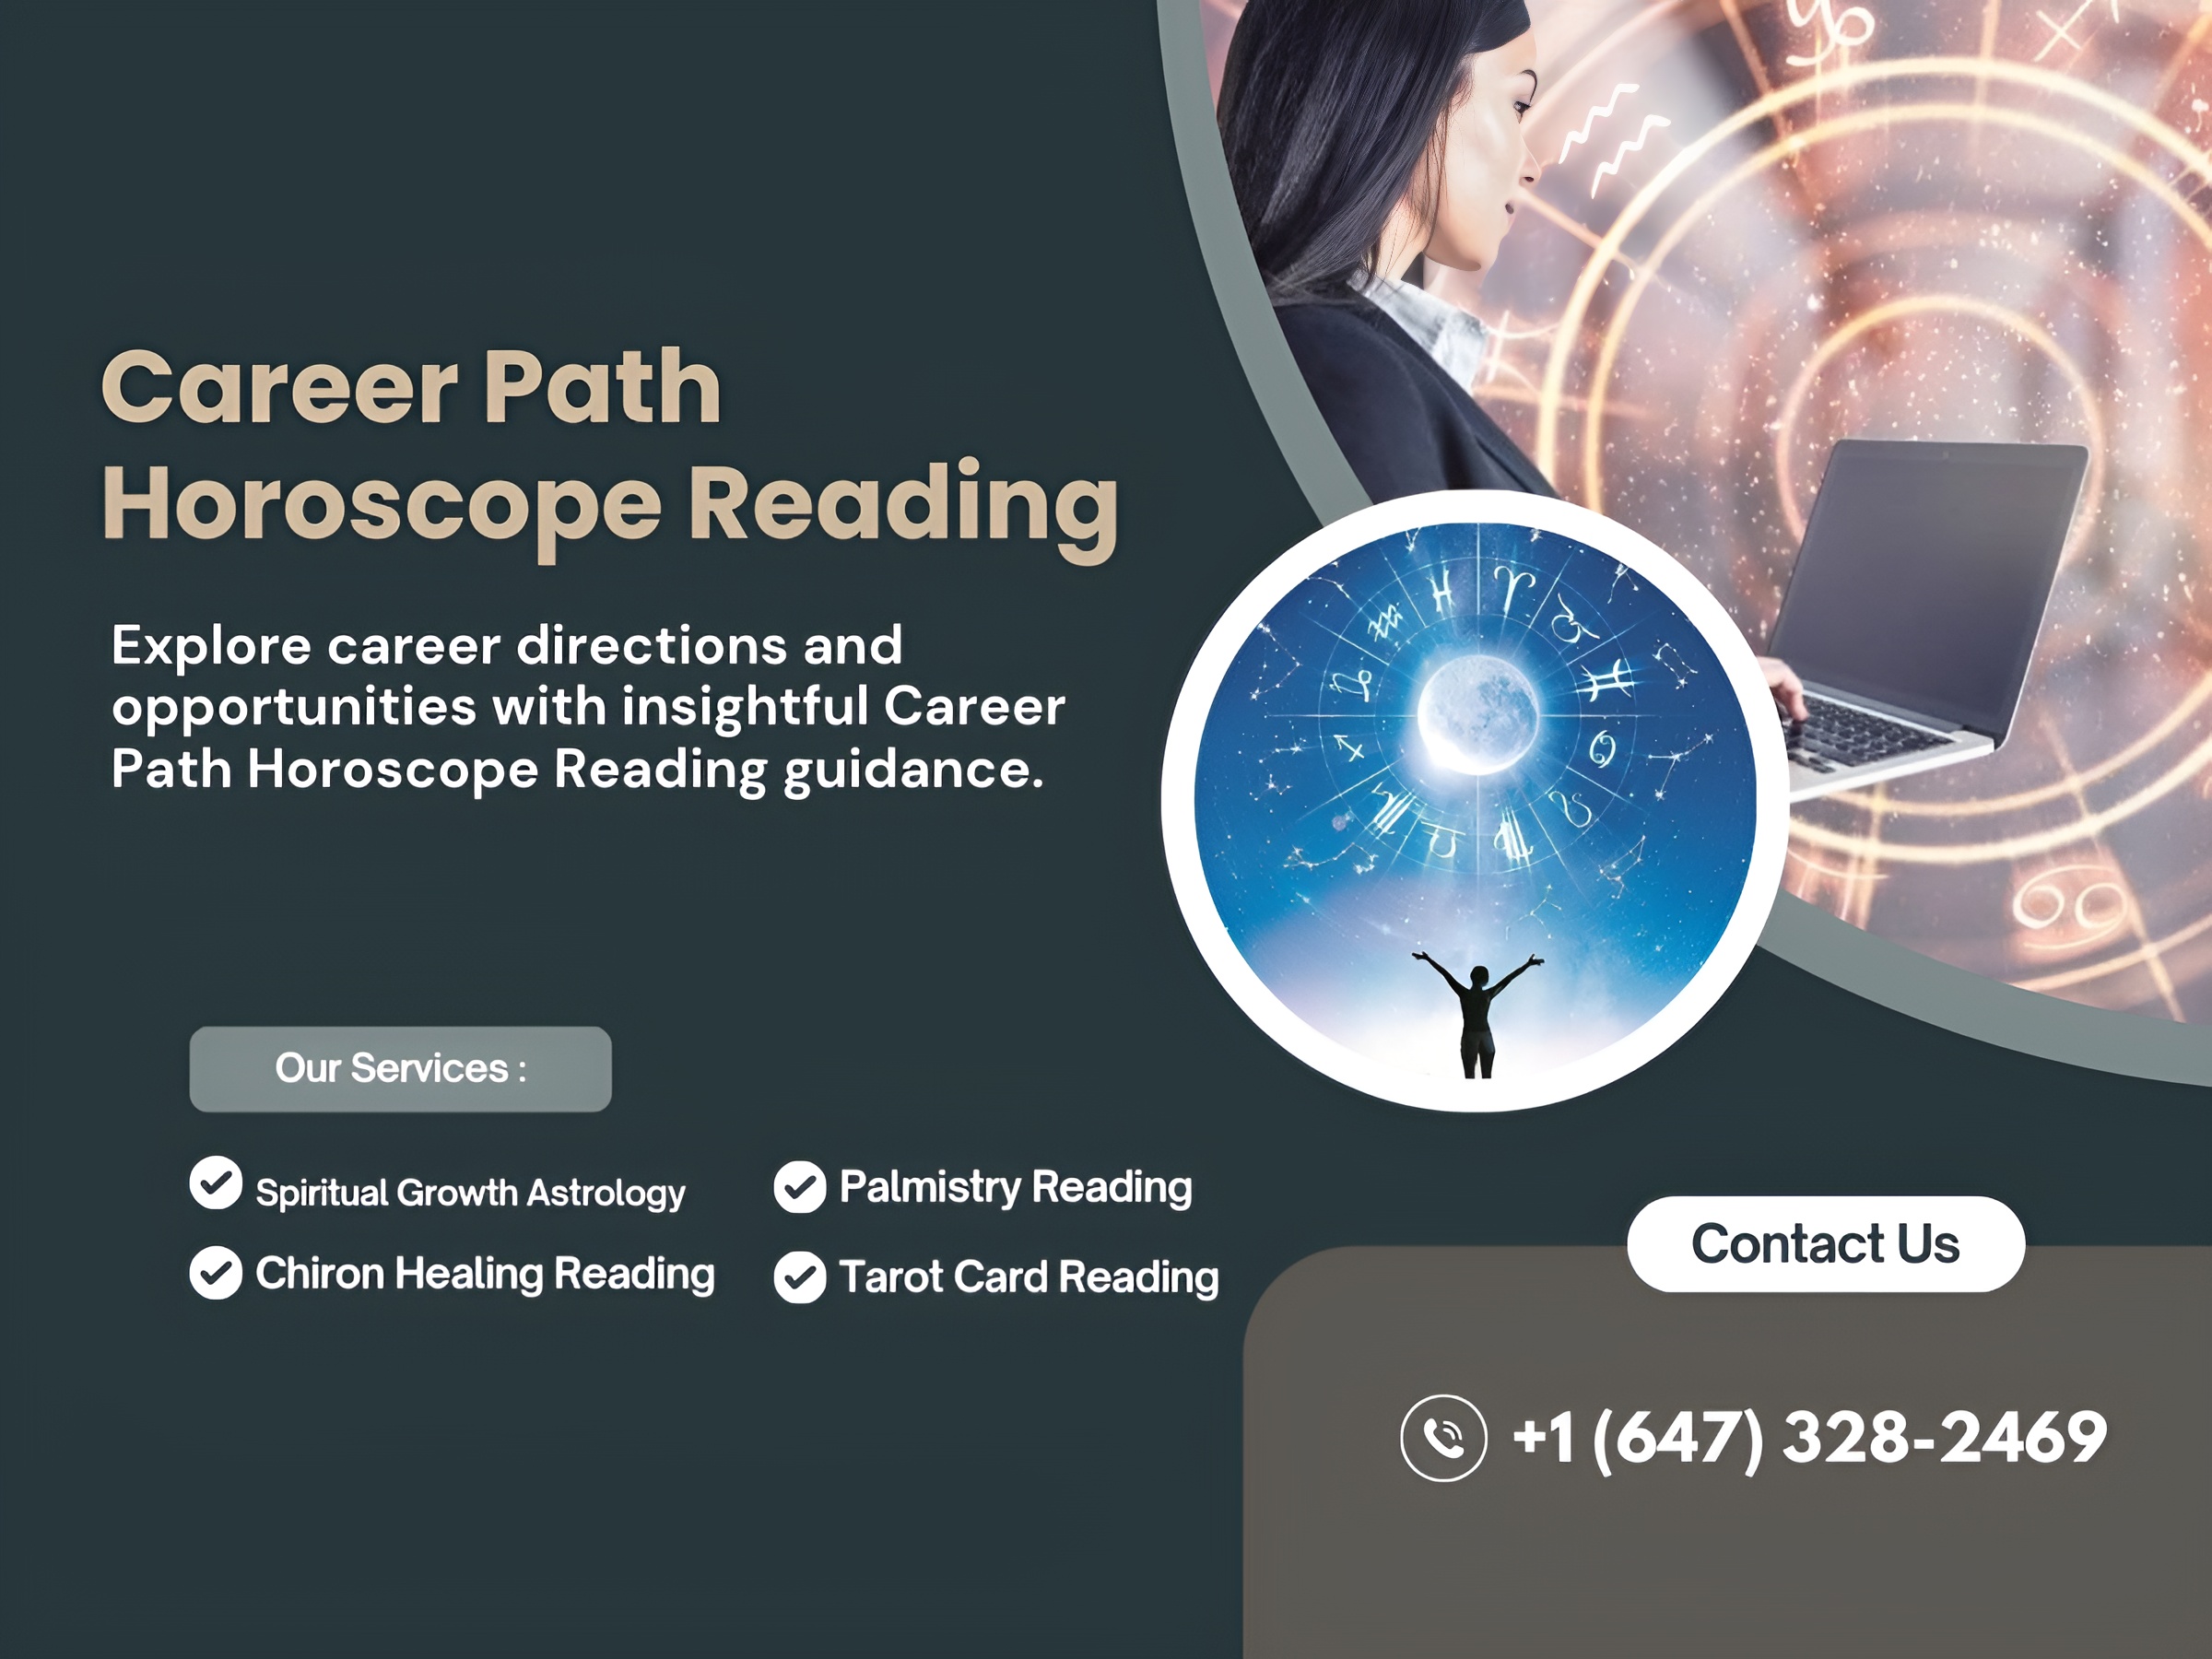 Career Path
Horoscope Reading
Explore career directions and
opportunities with insightful Career
Path Horoscope Reading guidance.
Our Services :
Spiritual Growth Astrology
Chiron Healing Reading
Palmistry Reading
Tarot Card Reading
Contact Us
+1 (647) 328-2469